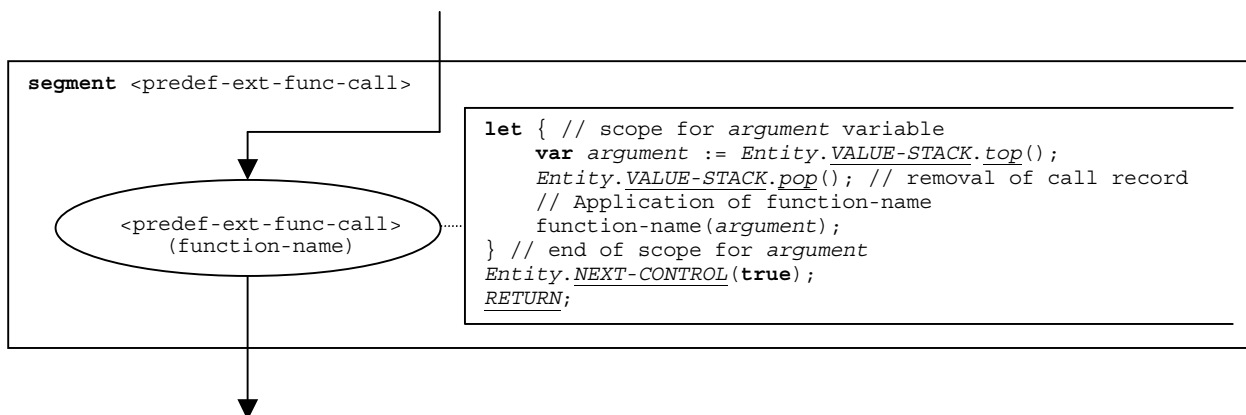 segment <predef-ext-func-call>
let { // scope for argument variable
var argument := Entity.VALUE-STACK.top();
Entity.VALUE-STACK.pop(); // removal of call record
// Application of function-name
function-name(argument);
} // end of scope for argument
Entity.NEXT-CONTROL(true);
RETURN;
<predef-ext-func-call>
(function-name)